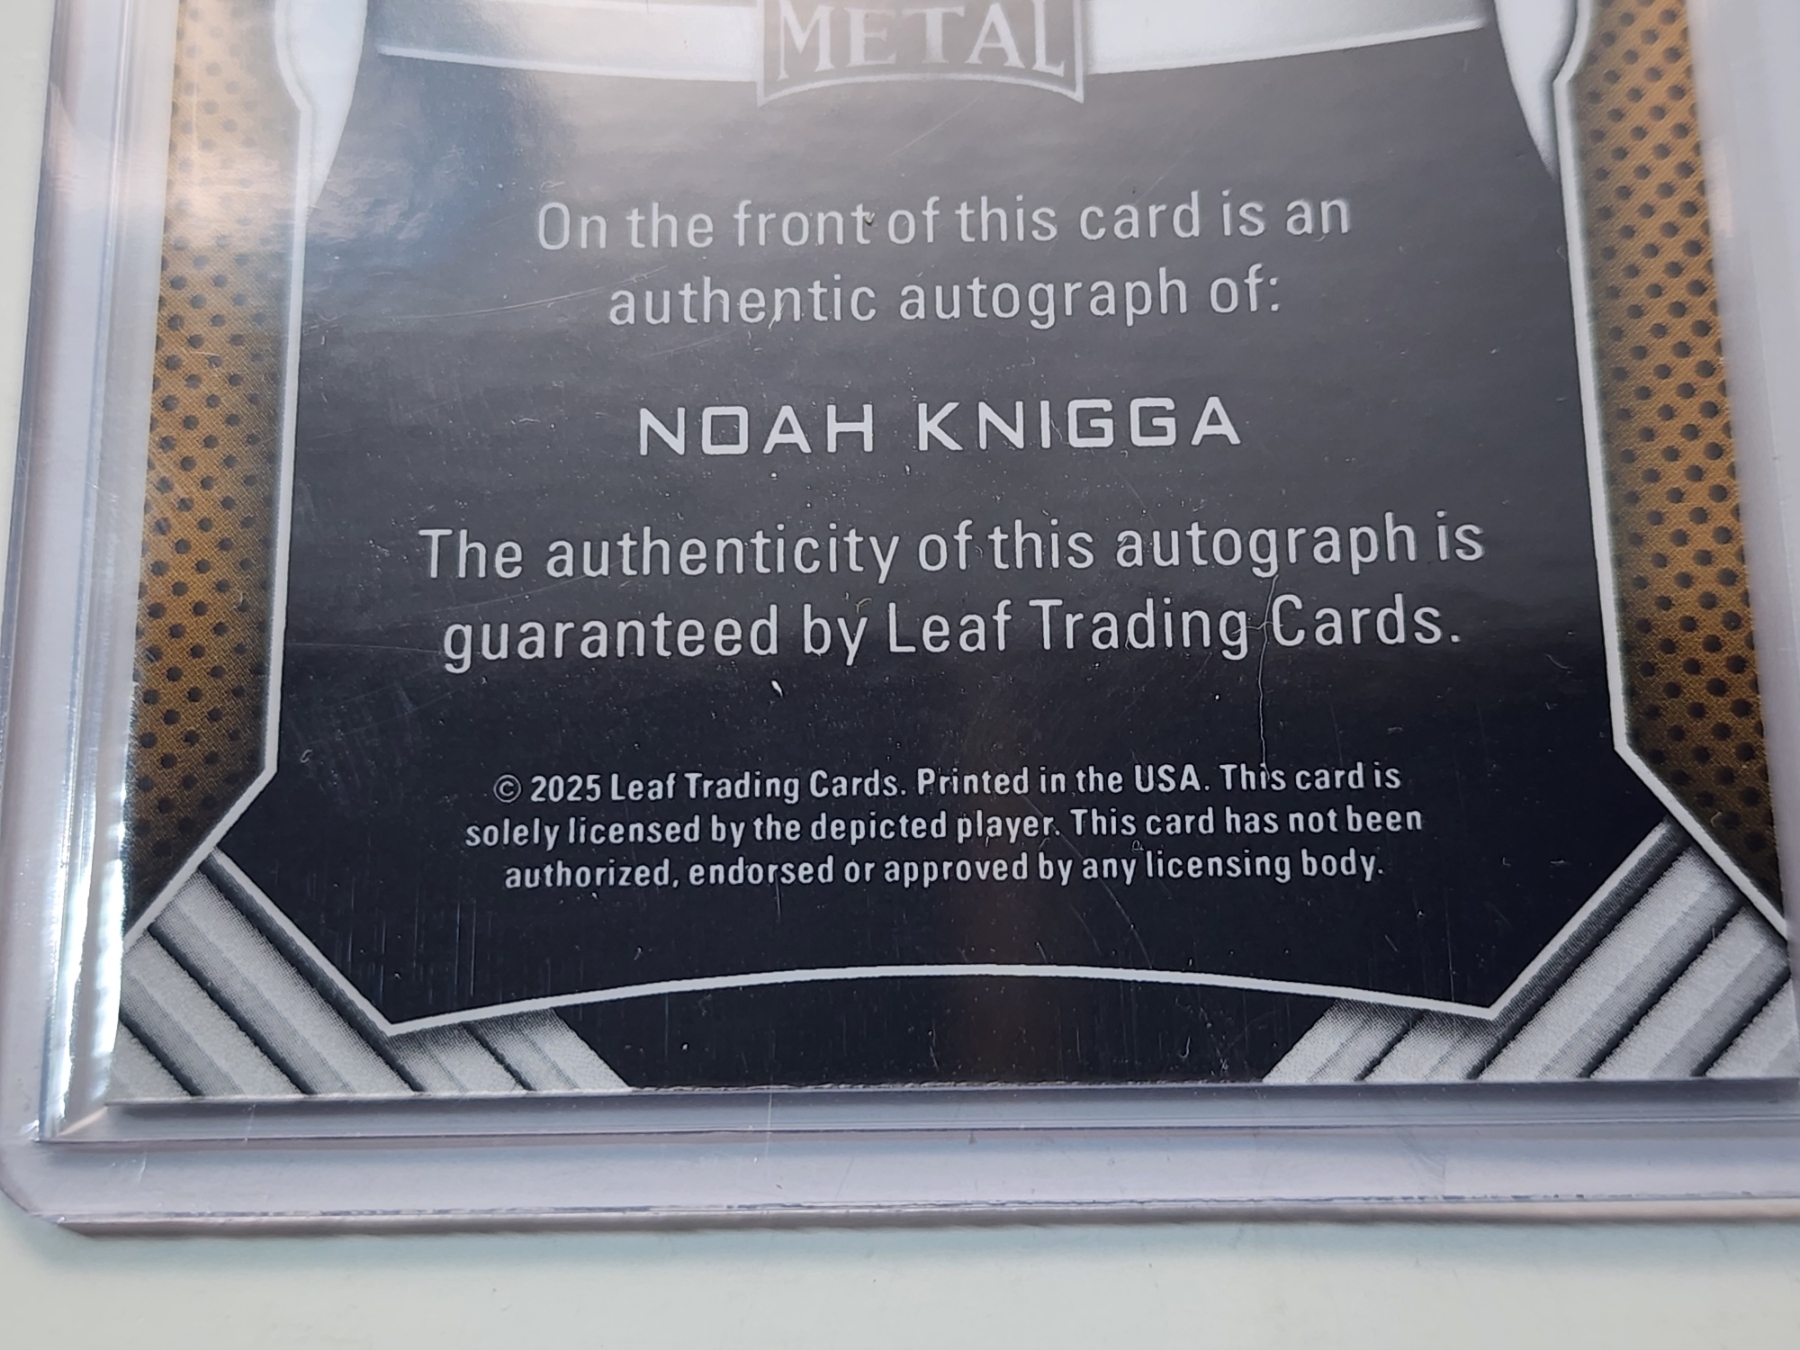 METAL
On the front of this card is an
authentic autograph of:
NOAH KNIGGA
The authenticity of this autograph is
guaranteed by Leaf Trading Cards.
© 2025 Leaf Trading Cards. Printed in the USA. This card is
solely licensed by the depicted player. This card has not been
authorized, endorsed or approved by any licensing body.